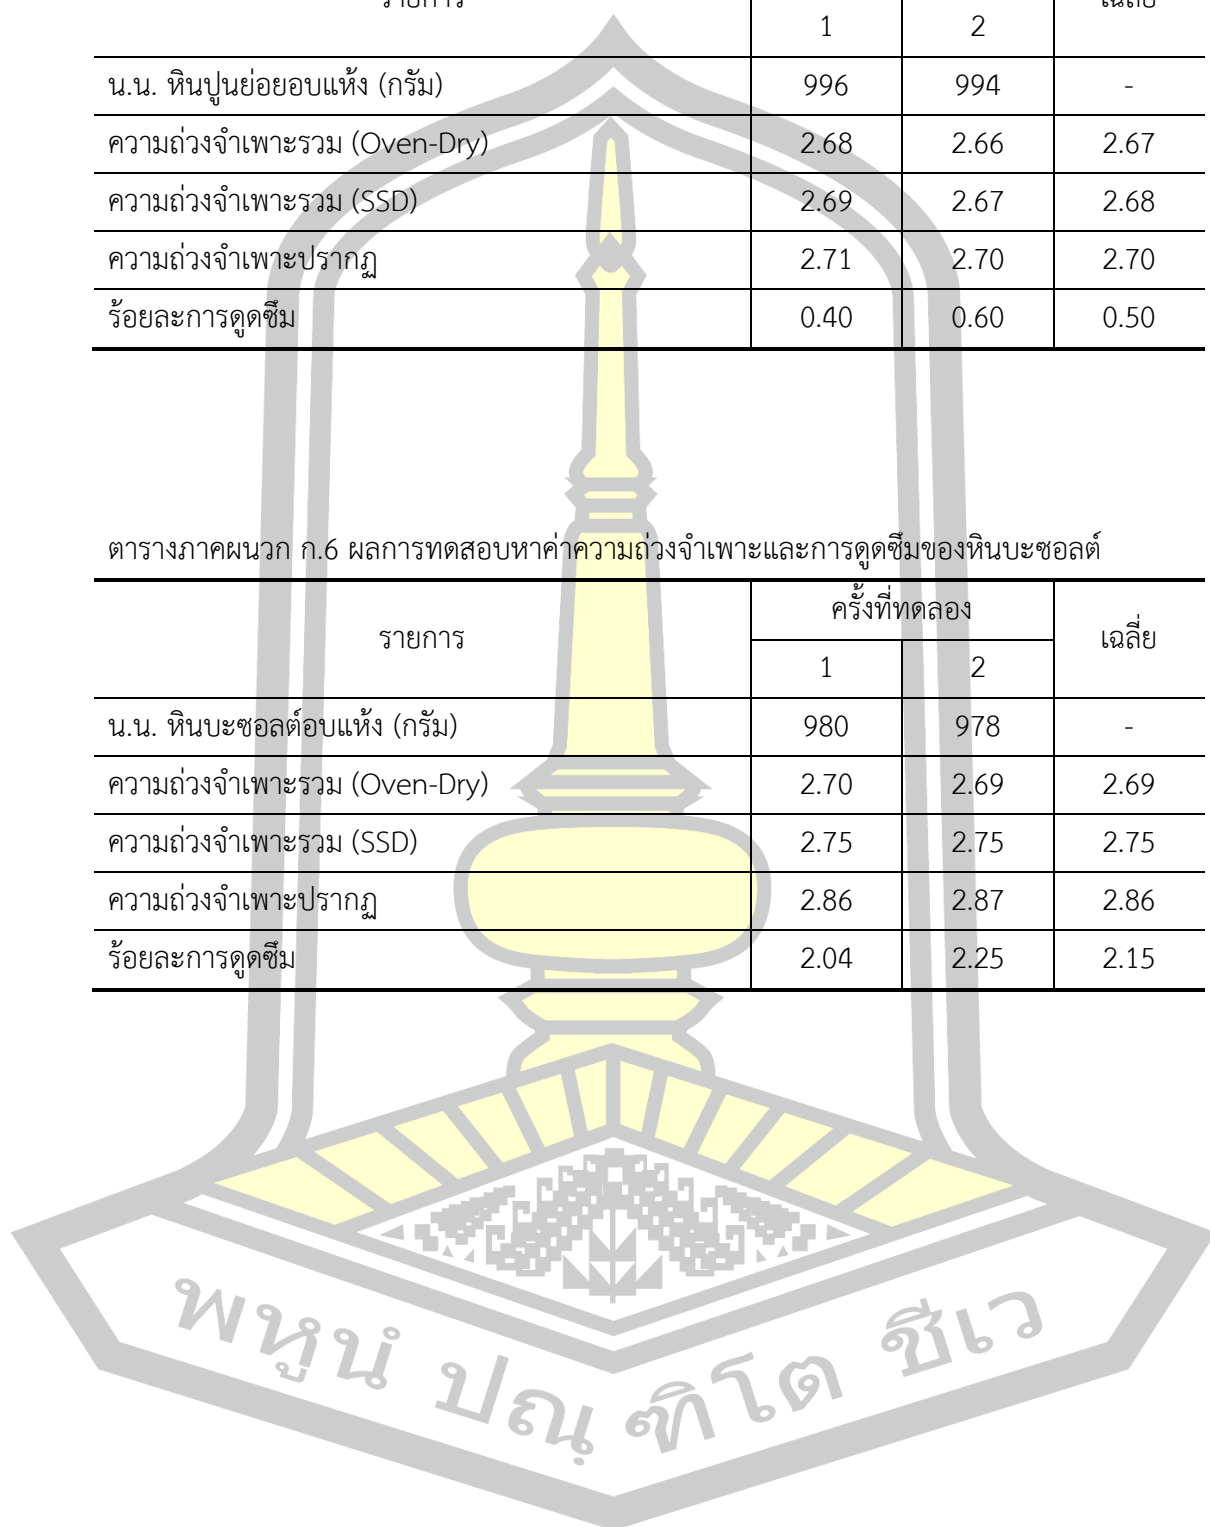 รายการ 1 2 เฉลี่ย
น.น. หินปูนย่อยอบแห้ง (กรัม) 996 994 -
ความถ่วงจำเพาะรวม (Oven-Dry) 2.68 2.66 2.67
ความถ่วงจำเพาะรวม (SSD) 2.69 2.67 2.68
ความถ่วงจำเพาะปรากฏ 2.71 2.70 2.70
ร้อยละการดูดซึม 0.40 0.60 0.50
ตารางภาคผนวก ก.6 ผลการทดสอบหาค่าความถ่วงจำเพาะและการดูดซึมของหินบะซอลต์
รายการ ครั้งที่ทดลอง เฉลี่ย
1 2
น.น. หินบะซอลต์อบแห้ง (กรัม) 980 978 -
ความถ่วงจำเพาะรวม (Oven-Dry) 2.70 2.69 2.69
ความถ่วงจำเพาะรวม (SSD) 2.75 2.75 2.75
ความถ่วงจำเพาะปรากฏ 2.86 2.87 2.86
ร้อยละการดูดซึม 2.04 2.25 2.15
พหูนํ ปณฺ ฑิโต ชีเว